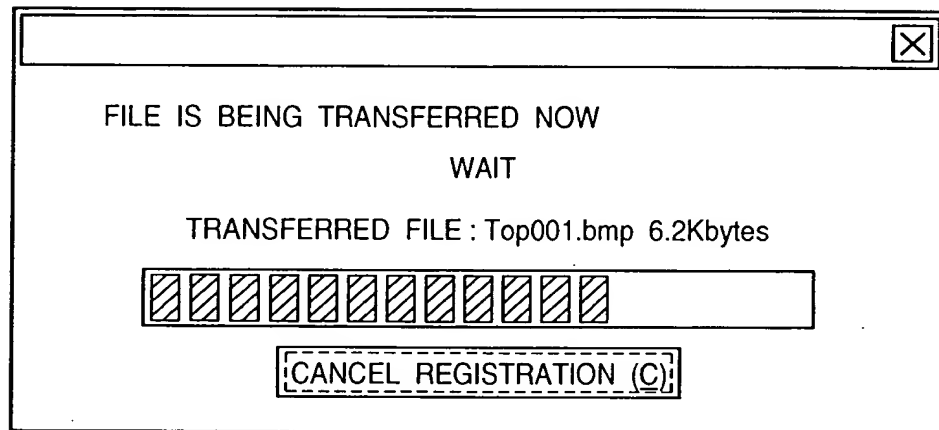 FILE IS BEING TRANSFERRED NOW
WAIT
TRANSFERRED FILE : Top001.bmp 6.2Kbytes
CANCEL REGISTRATION (C)